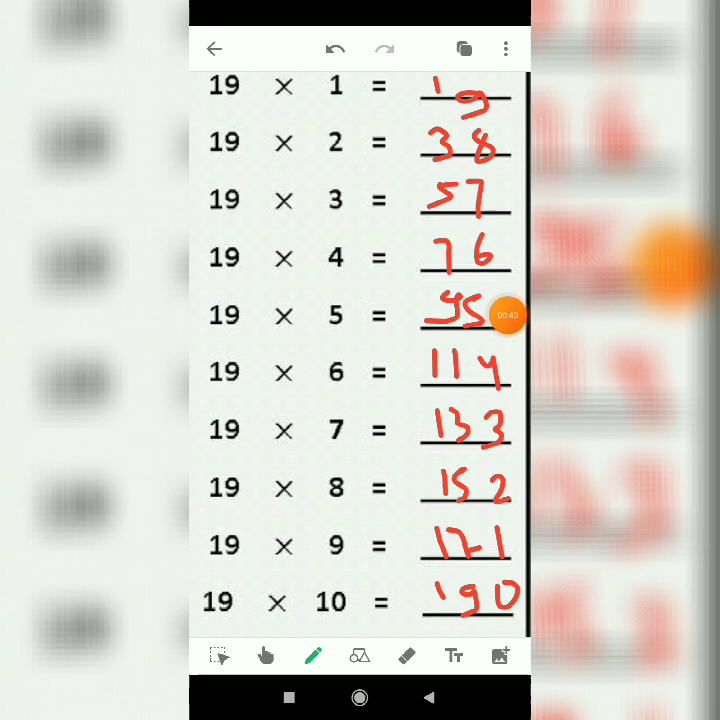 19 × 1 = 19
19 × 2 = 38
19 × 3 = 57
19 × 4 = 76
19 × 5 = 95
00:43
19 × 6 = 114
19 × 7 = 133
19 × 8 = 152
19 × 9 = 171
19 × 10 = 190
Tт